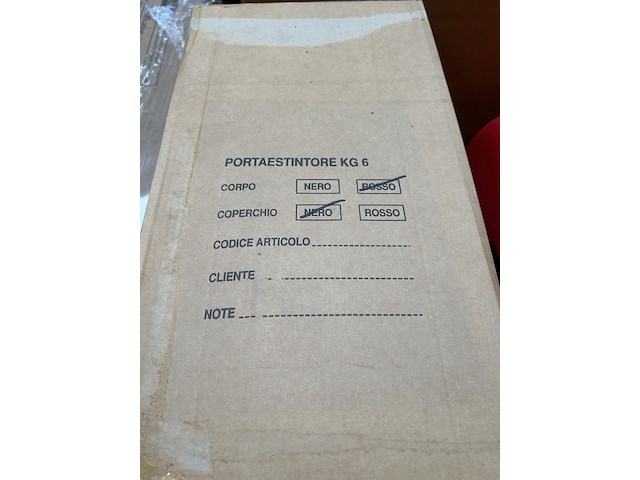 PORTAESTINTORE KG 6
CORPO NERO ROSSO
COPERCHIO NERO ROSSO
CODICE ARTICOLO
CLIENTE
NOTE